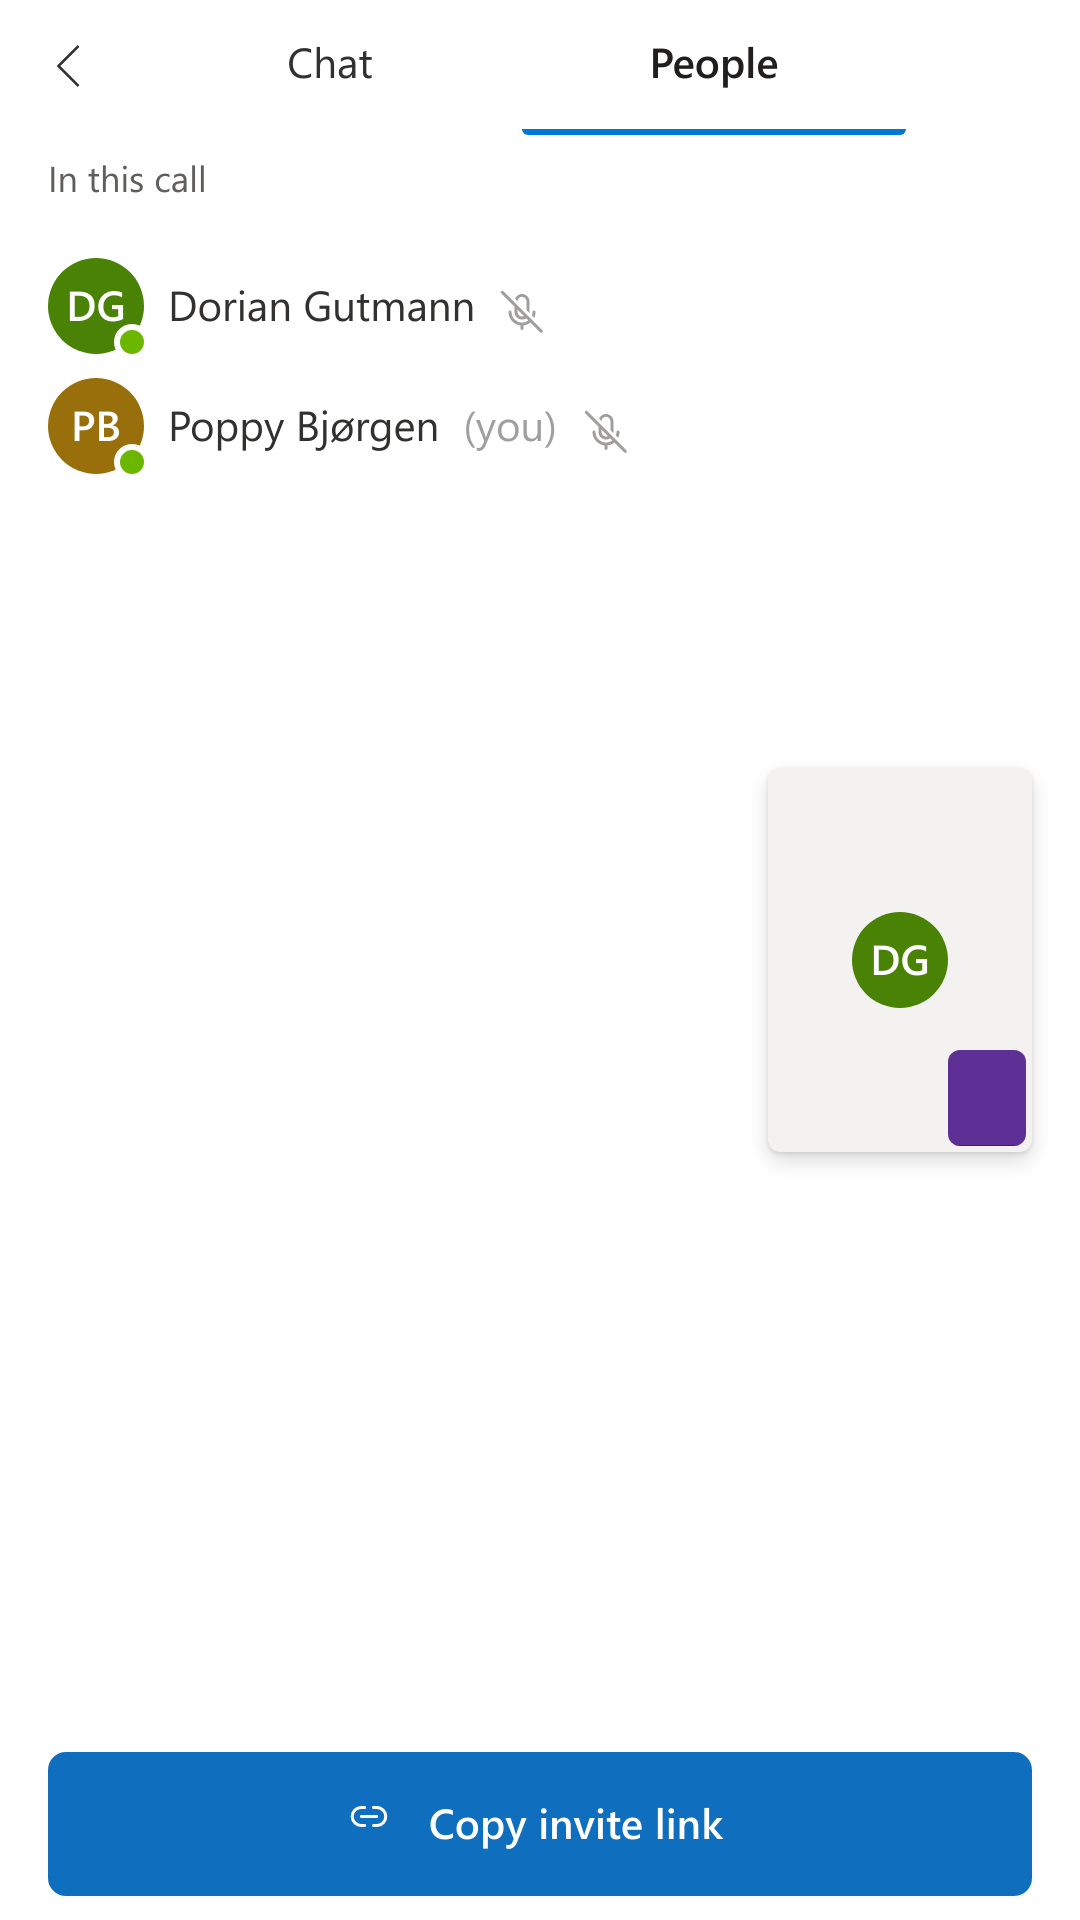 Chat People
In this call
DG Dorian Gutmann
PB Poppy Bjørgen (you)
DG
Copy invite link